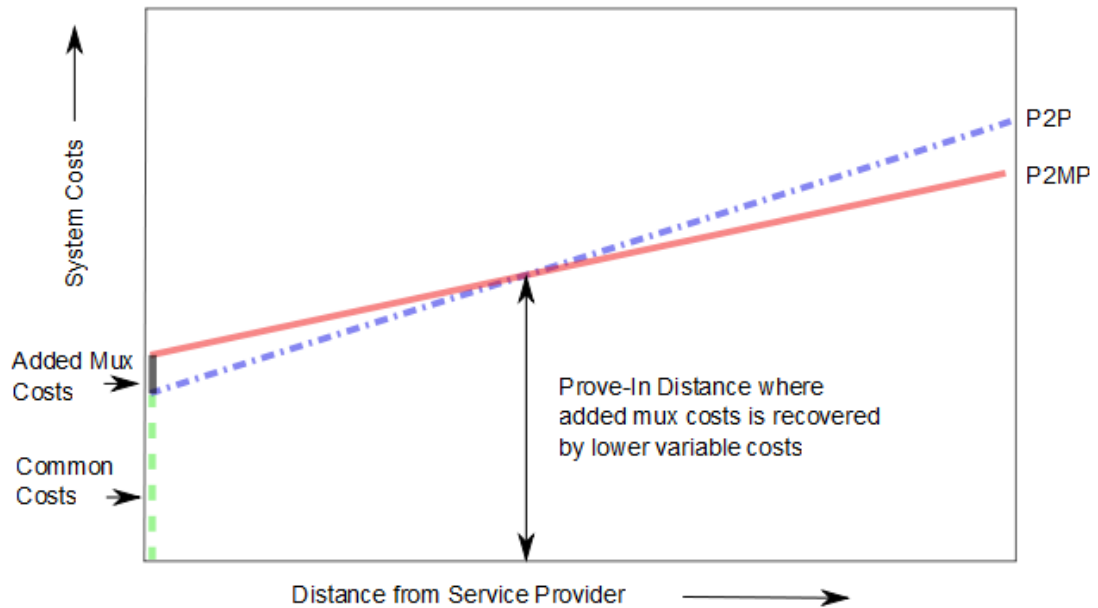 System Costs
P2P
P2MP
Added Mux
Costs
Prove-In Distance where
added mux costs is recovered
by lower variable costs
Common
Costs
Distance from Service Provider